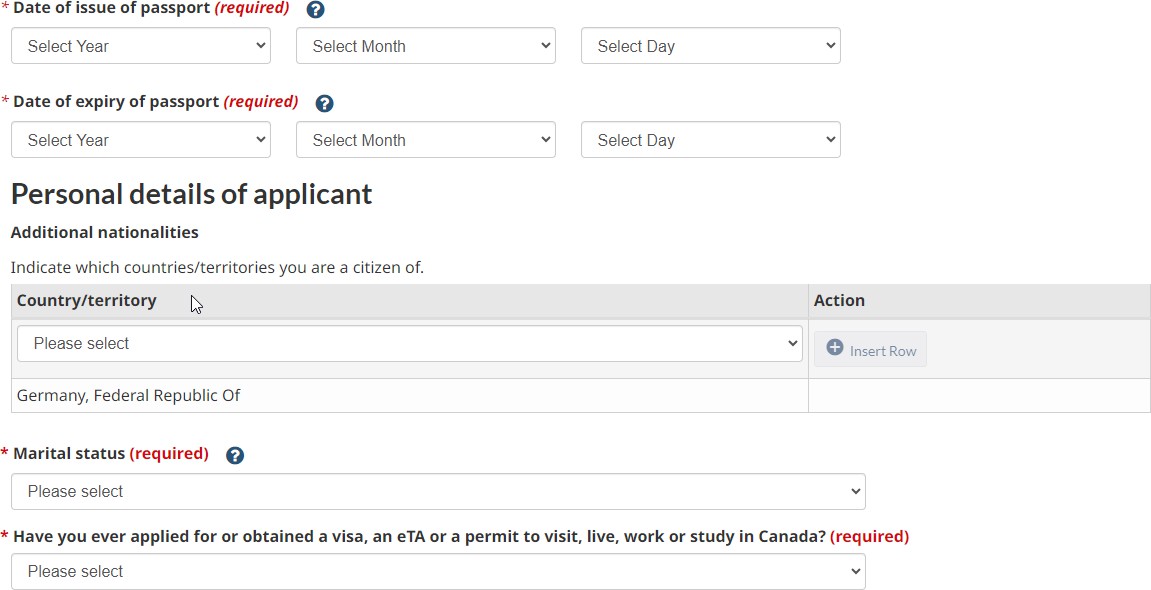 * Date of issue of passport (required) ?
Select Year Select Month Select Day
* Date of expiry of passport (required) ?
Select Year Select Month Select Day
Personal details of applicant
Additional nationalities
Indicate which countries/territories you are a citizen of.
Country/territory Action
Please select Insert Row
Germany, Federal Republic Of
* Marital status (required) ?
Please select
* Have you ever applied for or obtained a visa, an eTA or a permit to visit, live, work or study in Canada? (required)
Please select